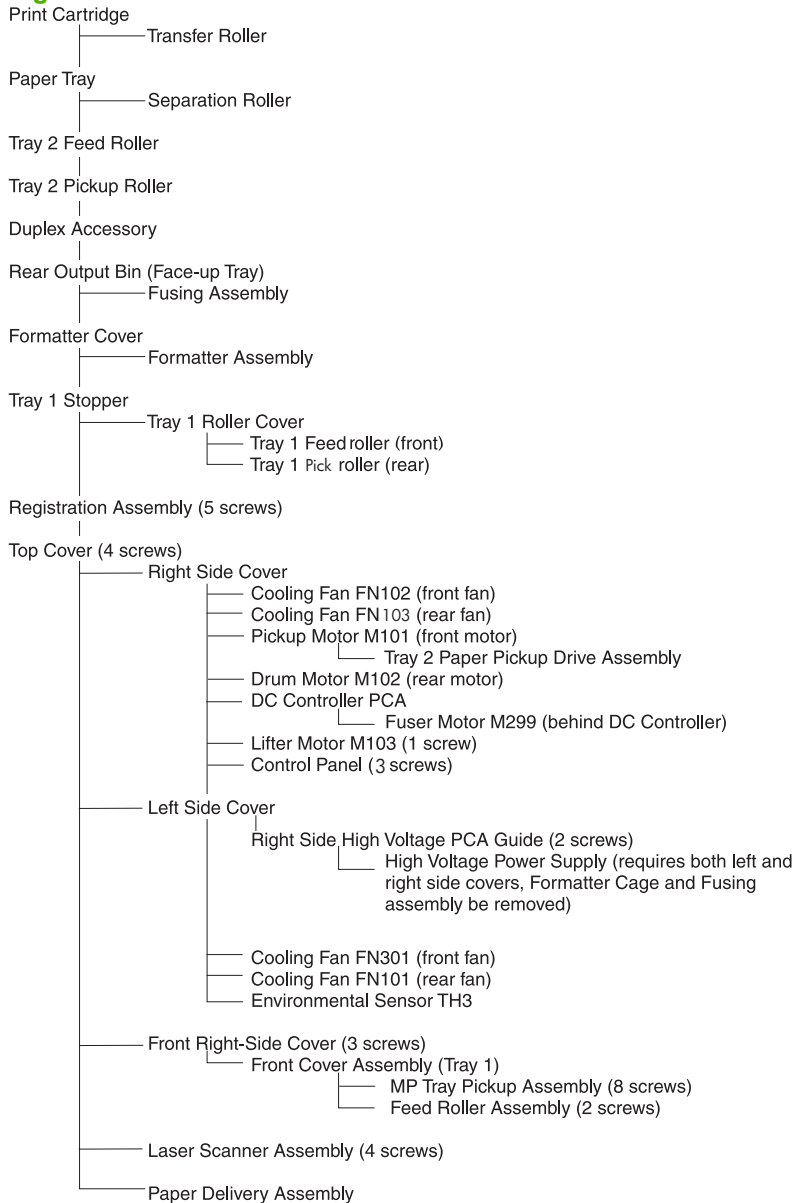 Print Cartridge
Transfer Roller
Paper Tray
Separation Roller
Tray 2 Feed Roller
Tray 2 Pickup Roller
Duplex Accessory
Rear Output Bin (Face-up Tray)
Fusing Assembly
Formatter Cover
Formatter Assembly
Tray 1 Stopper
Tray 1 Roller Cover
Tray 1 Feed roller (front)
Tray 1 Pick roller (rear)
Registration Assembly (5 screws)
Top Cover (4 screws)
Right Side Cover
Cooling Fan FN102 (front fan)
Cooling Fan FN103 (rear fan)
Pickup Motor M101 (front motor)
Tray 2 Paper Pickup Drive Assembly
Drum Motor M102 (rear motor)
DC Controller PCA
Fuser Motor M299 (behind DC Controller)
Lifter Motor M103 (1 screw)
Control Panel (3 screws)
Left Side Cover
Right Side High Voltage PCA Guide (2 screws)
High Voltage Power Supply (requires both left and
right side covers, Formatter Cage and Fusing
assembly be removed)
Cooling Fan FN301 (front fan)
Cooling Fan FN101 (rear fan)
Environmental Sensor TH3
Front Right-Side Cover (3 screws)
Front Cover Assembly (Tray 1)
MP Tray Pickup Assembly (8 screws)
Feed Roller Assembly (2 screws)
Laser Scanner Assembly (4 screws)
Paper Delivery Assembly